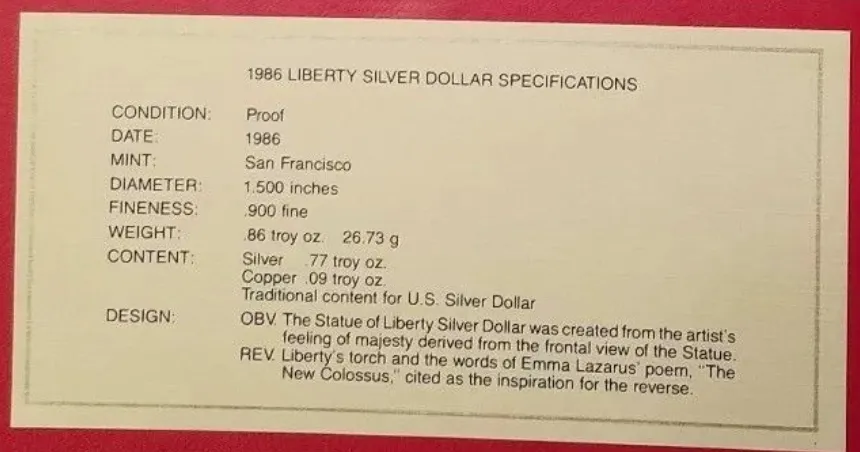 1986 LIBERTY SILVER DOLLAR SPECIFICATIONS
CONDITION: Proof
DATE: 1986
MINT: San Francisco
DIAMETER: 1.500 inches
FINENESS: .900 fine
WEIGHT: .86 troy oz. 26.73 g
CONTENT: Silver .77 troy oz.
Copper .09 troy oz.
Traditional content for U.S. Silver Dollar
DESIGN: OBV. The Statue of Liberty Silver Dollar was created from the artist's
feeling of majesty derived from the frontal view of the Statue.
REV. Liberty's torch and the words of Emma Lazarus' poem, "The
New Colossus," cited as the inspiration for the reverse.